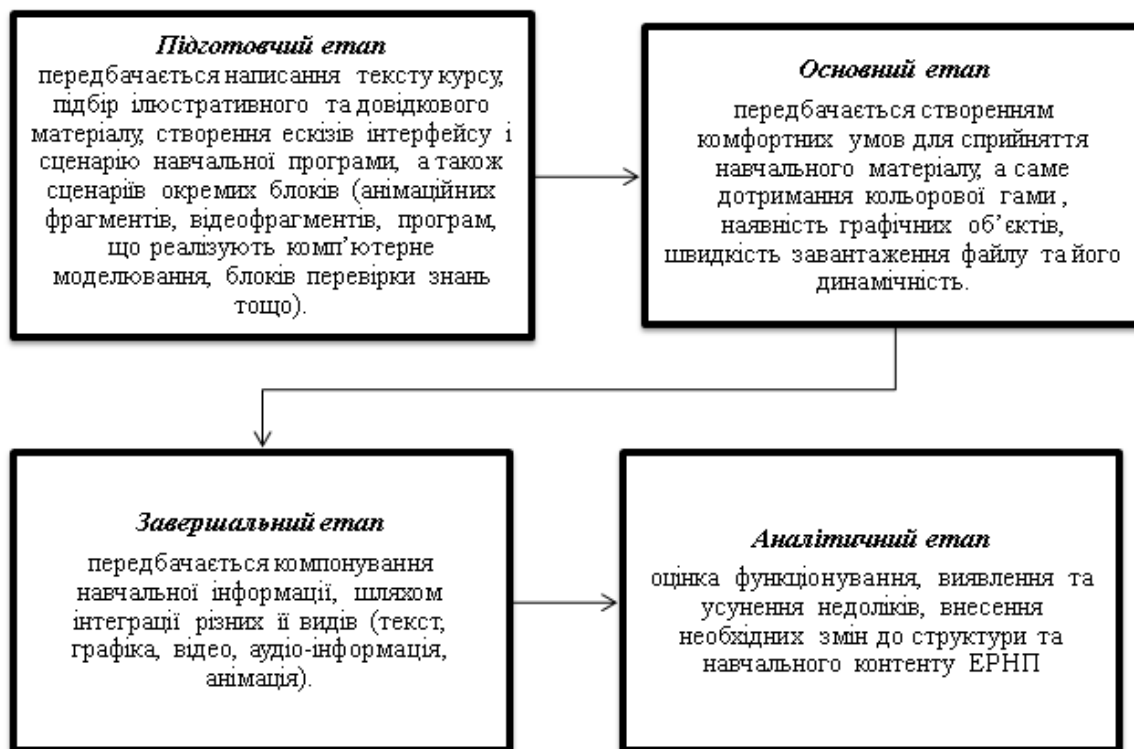 Підготовчий етап
передбачається написання тексту курсу,
підбір ілюстративного та довідкового
матеріалу, створення ескізів інтерфейсу і
сценарію навчальної програми, а також
сценаріїв окремих блоків (анімаційних
фрагментів, відеофрагментів, програм,
що реалізують комп’ютерне
моделювання, блоків перевірки знань
тощо).
Основний етап
передбачається створенням
комфортних умов для сприйняття
навчального матеріалу, а саме
дотримання кольорової гами ,
наявність графічних об’єктів,
швидкість завантаження файлу та його
динамічність.
Завершальний етап
передбачається компонування
навчальної інформації, шляхом
інтеграції різних її видів (текст,
графіка, відео, аудіо-інформація,
анімація).
Аналітичний етап
оцінка функціонування, виявлення та
усунення недоліків, внесення
необхідних змін до структури та
навчального контенту ЕРНП